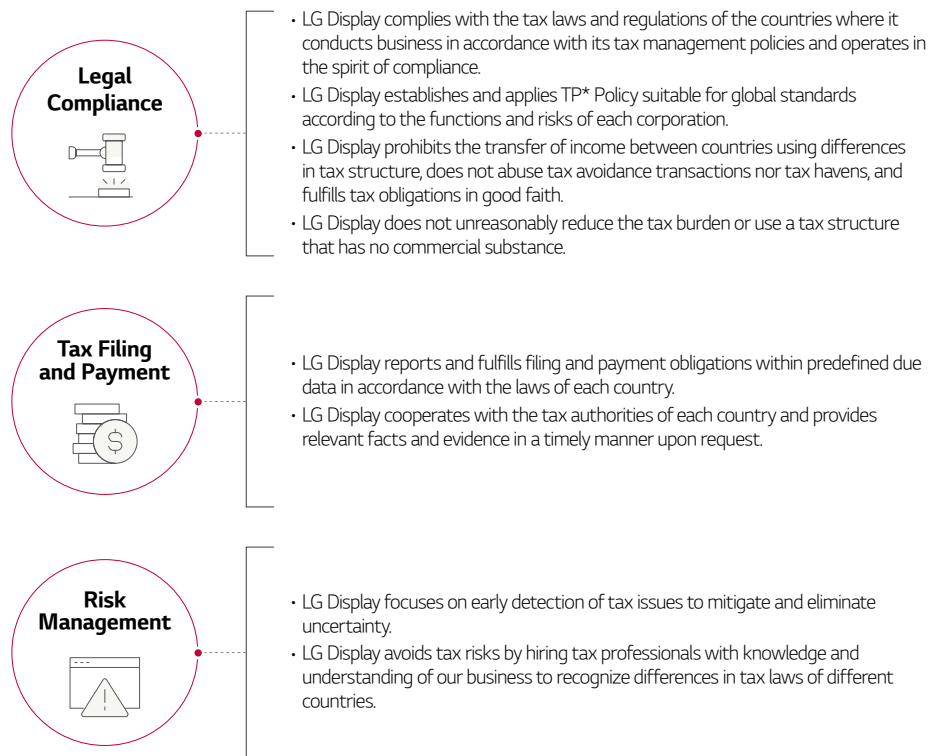 Legal
Compliance
• LG Display complies with the tax laws and regulations of the countries where it
conducts business in accordance with its tax management policies and operates in
the spirit of compliance.
• LG Display establishes and applies TP* Policy suitable for global standards
according to the functions and risks of each corporation.
• LG Display prohibits the transfer of income between countries using differences
in tax structure, does not abuse tax avoidance transactions nor tax havens, and
fulfills tax obligations in good faith.
• LG Display does not unreasonably reduce the tax burden or use a tax structure
that has no commercial substance.
Tax Filing
and Payment
$
• LG Display reports and fulfills filing and payment obligations within predefined due
data in accordance with the laws of each country.
• LG Display cooperates with the tax authorities of each country and provides
relevant facts and evidence in a timely manner upon request.
Risk
Management
• LG Display focuses on early detection of tax issues to mitigate and eliminate
uncertainty.
• LG Display avoids tax risks by hiring tax professionals with knowledge and
understanding of our business to recognize differences in tax laws of different
countries.